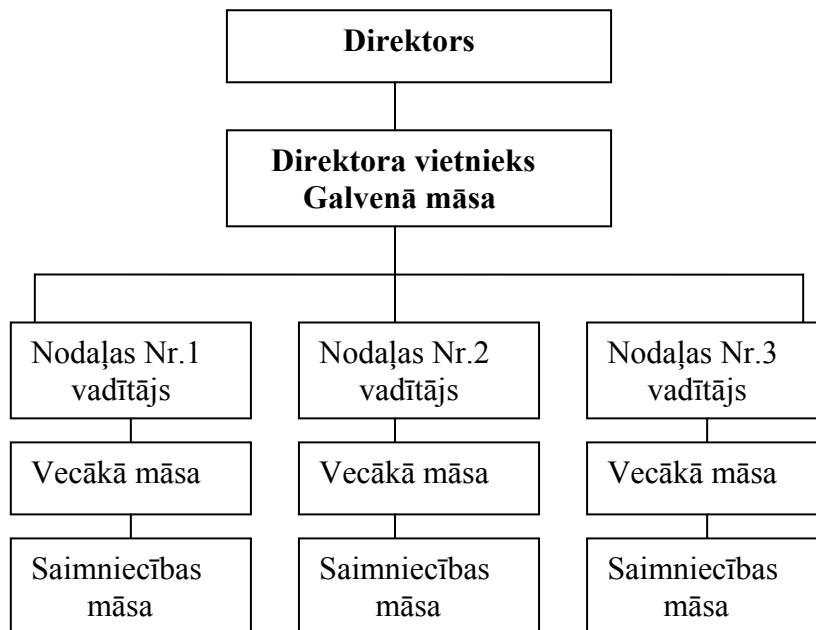 Direktors
Direktora vietnieks
Galvenā māsa
Nodaļas Nr.1
vadītājs
Nodaļas Nr.2
vadītājs
Nodaļas Nr.3
vadītājs
Vecākā māsa
Vecākā māsa
Vecākā māsa
Saimniecības
māsa
Saimniecības
māsa
Saimniecības
māsa